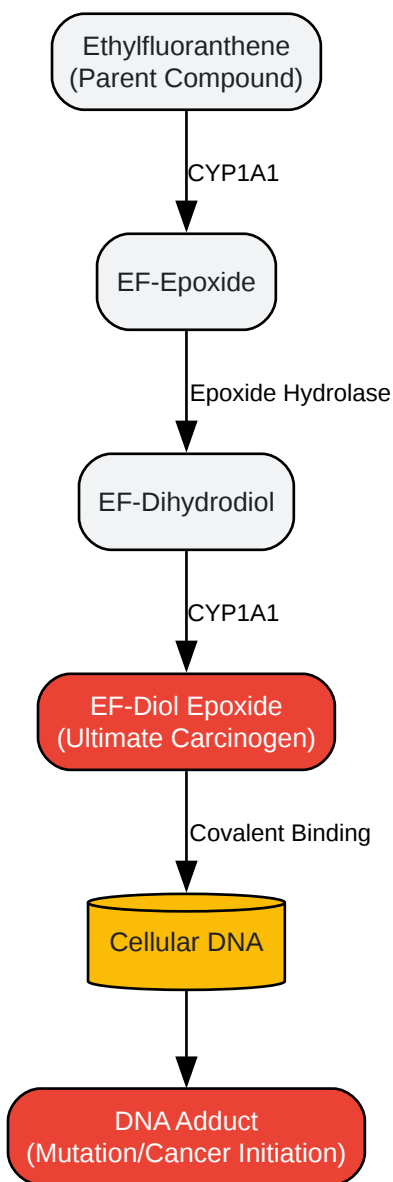 Ethylfluoranthene
(Parent Compound)
CYP1A1
EF-Epoxide
Epoxide Hydrolase
EF-Dihydrodiol
CYP1A1
EF-Diol Epoxide
(Ultimate Carcinogen)
Covalent Binding
Cellular DNA
DNA Adduct
(Mutation/Cancer Initiation)